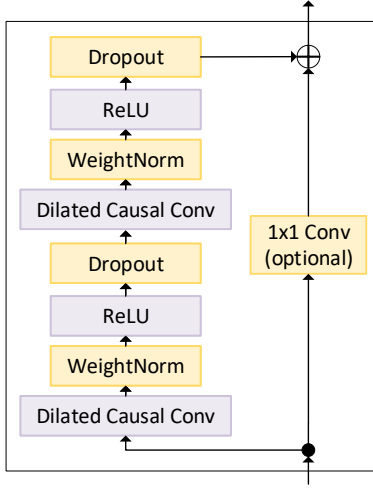 Dropout
ReLU
WeightNorm
Dilated Causal Conv
Dropout
ReLU
WeightNorm
Dilated Causal Conv
1x1 Conv
(optional)